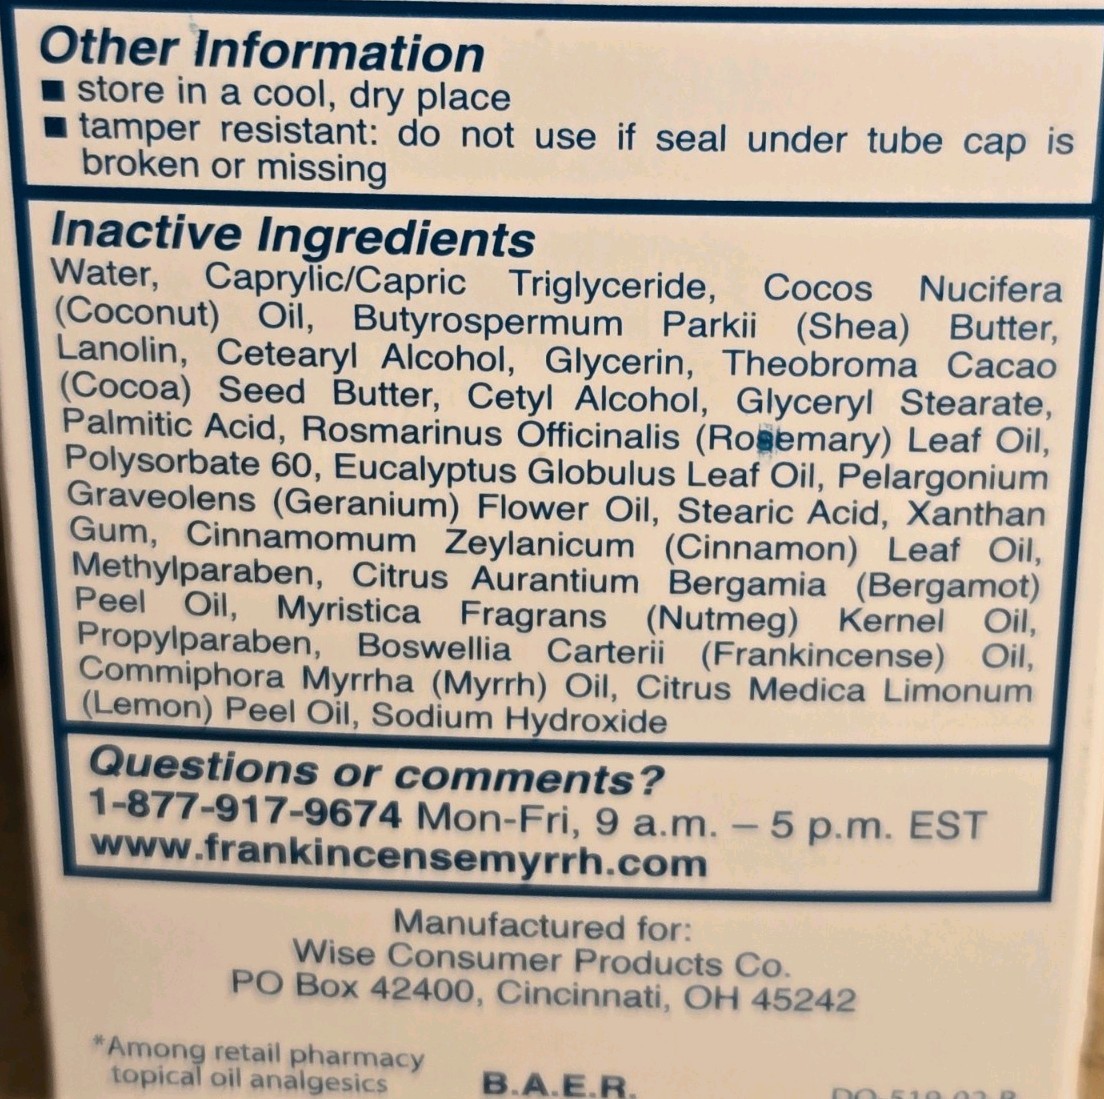 Other Information
■ store in a cool, dry place
■ tamper resistant: do not use if seal under tube cap is
broken or missing
Inactive Ingredients
Water, Caprylic/Capric Triglyceride, Cocos Nucifera
(Coconut) Oil, Butyrospermum Parkii (Shea) Butter,
Lanolin, Cetearyl Alcohol, Glycerin, Theobroma Cacao
(Cocoa) Seed Butter, Cetyl Alcohol, Glyceryl Stearate,
Palmitic Acid, Rosmarinus Officinalis (Rosemary) Leaf Oil,
Polysorbate 60, Eucalyptus Globulus Leaf Oil, Pelargonium
Graveolens (Geranium) Flower Oil, Stearic Acid, Xanthan
Gum, Cinnamomum Zeylanicum (Cinnamon) Leaf Oil,
Methylparaben, Citrus Aurantium Bergamia (Bergamot)
Peel Oil, Myristica Fragrans (Nutmeg) Kernel Oil,
Propylparaben, Boswellia Carterii (Frankincense) Oil,
Commiphora Myrrha (Myrrh) Oil, Citrus Medica Limonum
(Lemon) Peel Oil, Sodium Hydroxide
Questions or comments?
1-877-917-9674 Mon-Fri, 9 a.m. – 5 p.m. EST
www.frankincensemyrrh.com
Manufactured for:
Wise Consumer Products Co.
PO Box 42400, Cincinnati, OH 45242
*Among retail pharmacy
topical oil analgesics
B.A.E.R.